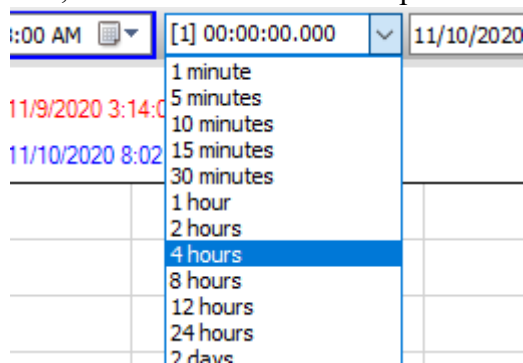 :00 AM [1] 00:00:00.000 11/10/2020
1 minute
5 minutes
11/9/2020 3:14:0
10 minutes
15 minutes
11/10/2020 8:02
30 minutes
1 hour
2 hours
4 hours
8 hours
12 hours
24 hours
2 days